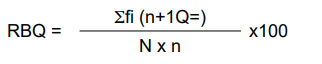 Σfi (n+1Q=)
RBQ = x100
N x n